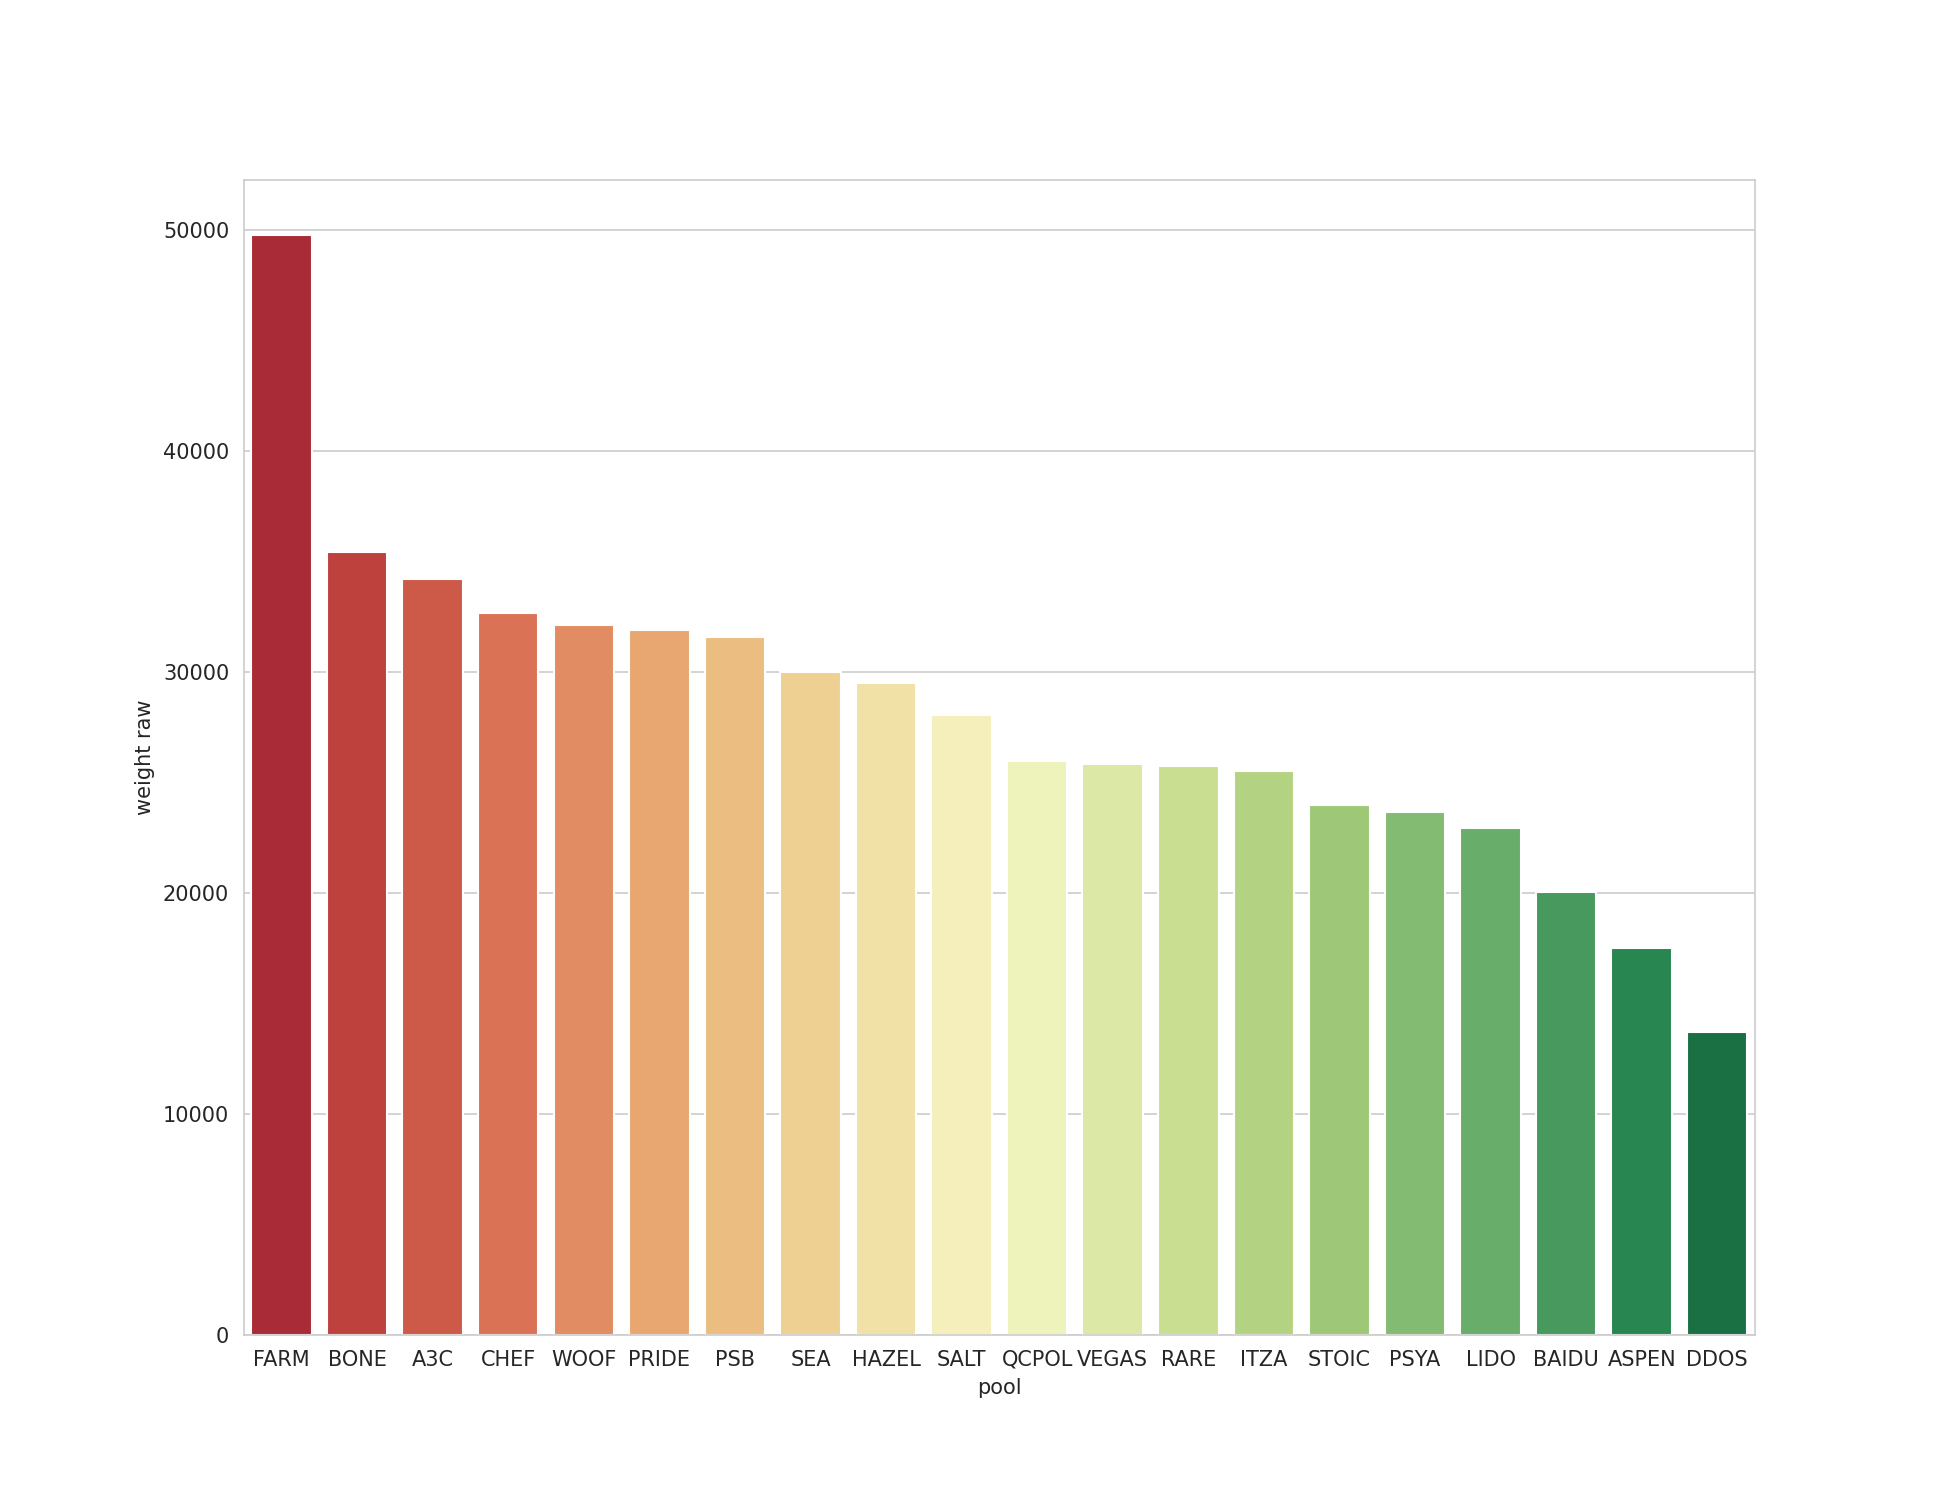 50000
40000
30000
20000
10000
0
weight raw
FARM BONE A3C CHEF WOOF PRIDE PSB SEA HAZEL SALT QCPOL VEGAS RARE ITZA STOIC PSYA LIDO BAIDU ASPEN DDOS
pool